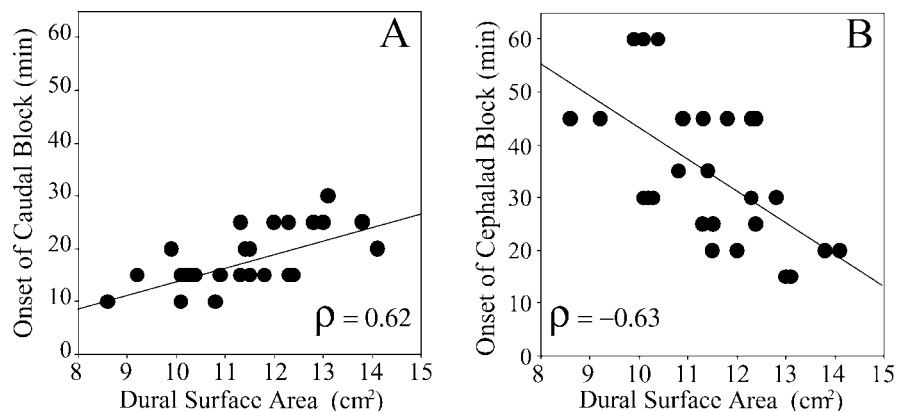 A
Onset of Caudal Block (min)
60
50
40
30
20
10
0
ρ = 0.62
8 9 10 11 12 13 14 15
Dural Surface Area (cm²)
B
Onset of Cephalad Block (min)
60
50
40
30
20
10
0
ρ = −0.63
8 9 10 11 12 13 14 15
Dural Surface Area (cm²)